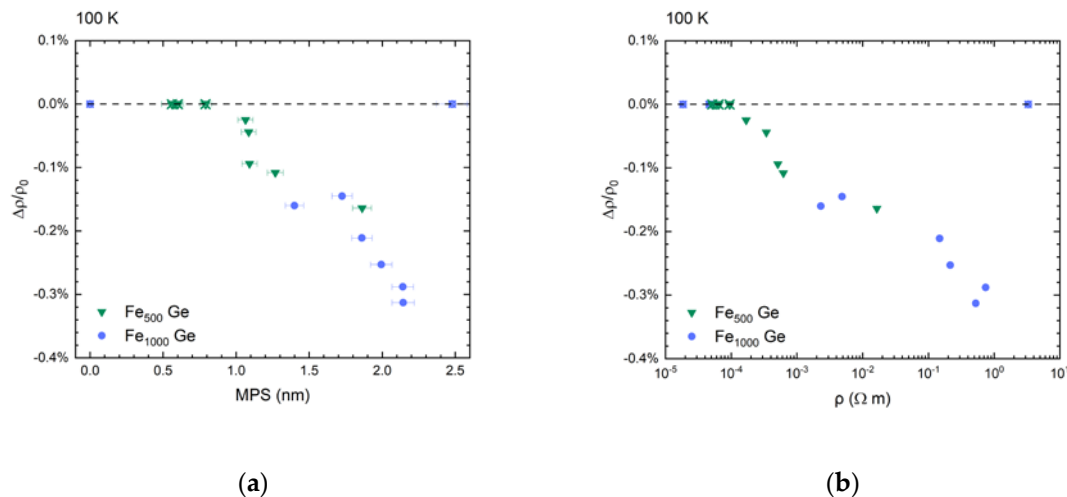 100 K
0.1%
0.0%
-0.1%
-0.2%
-0.3%
-0.4%
Δρ/ρ₀
Fe₅₀₀ Ge
Fe₁₀₀₀ Ge
0.0 0.5 1.0 1.5 2.0 2.5
MPS (nm)
(a)
100 K
0.1%
0.0%
-0.1%
-0.2%
-0.3%
-0.4%
Δρ/ρ₀
Fe₅₀₀ Ge
Fe₁₀₀₀ Ge
10⁻⁵ 10⁻⁴ 10⁻³ 10⁻² 10⁻¹ 10⁰ 10¹
ρ (Ω m)
(b)